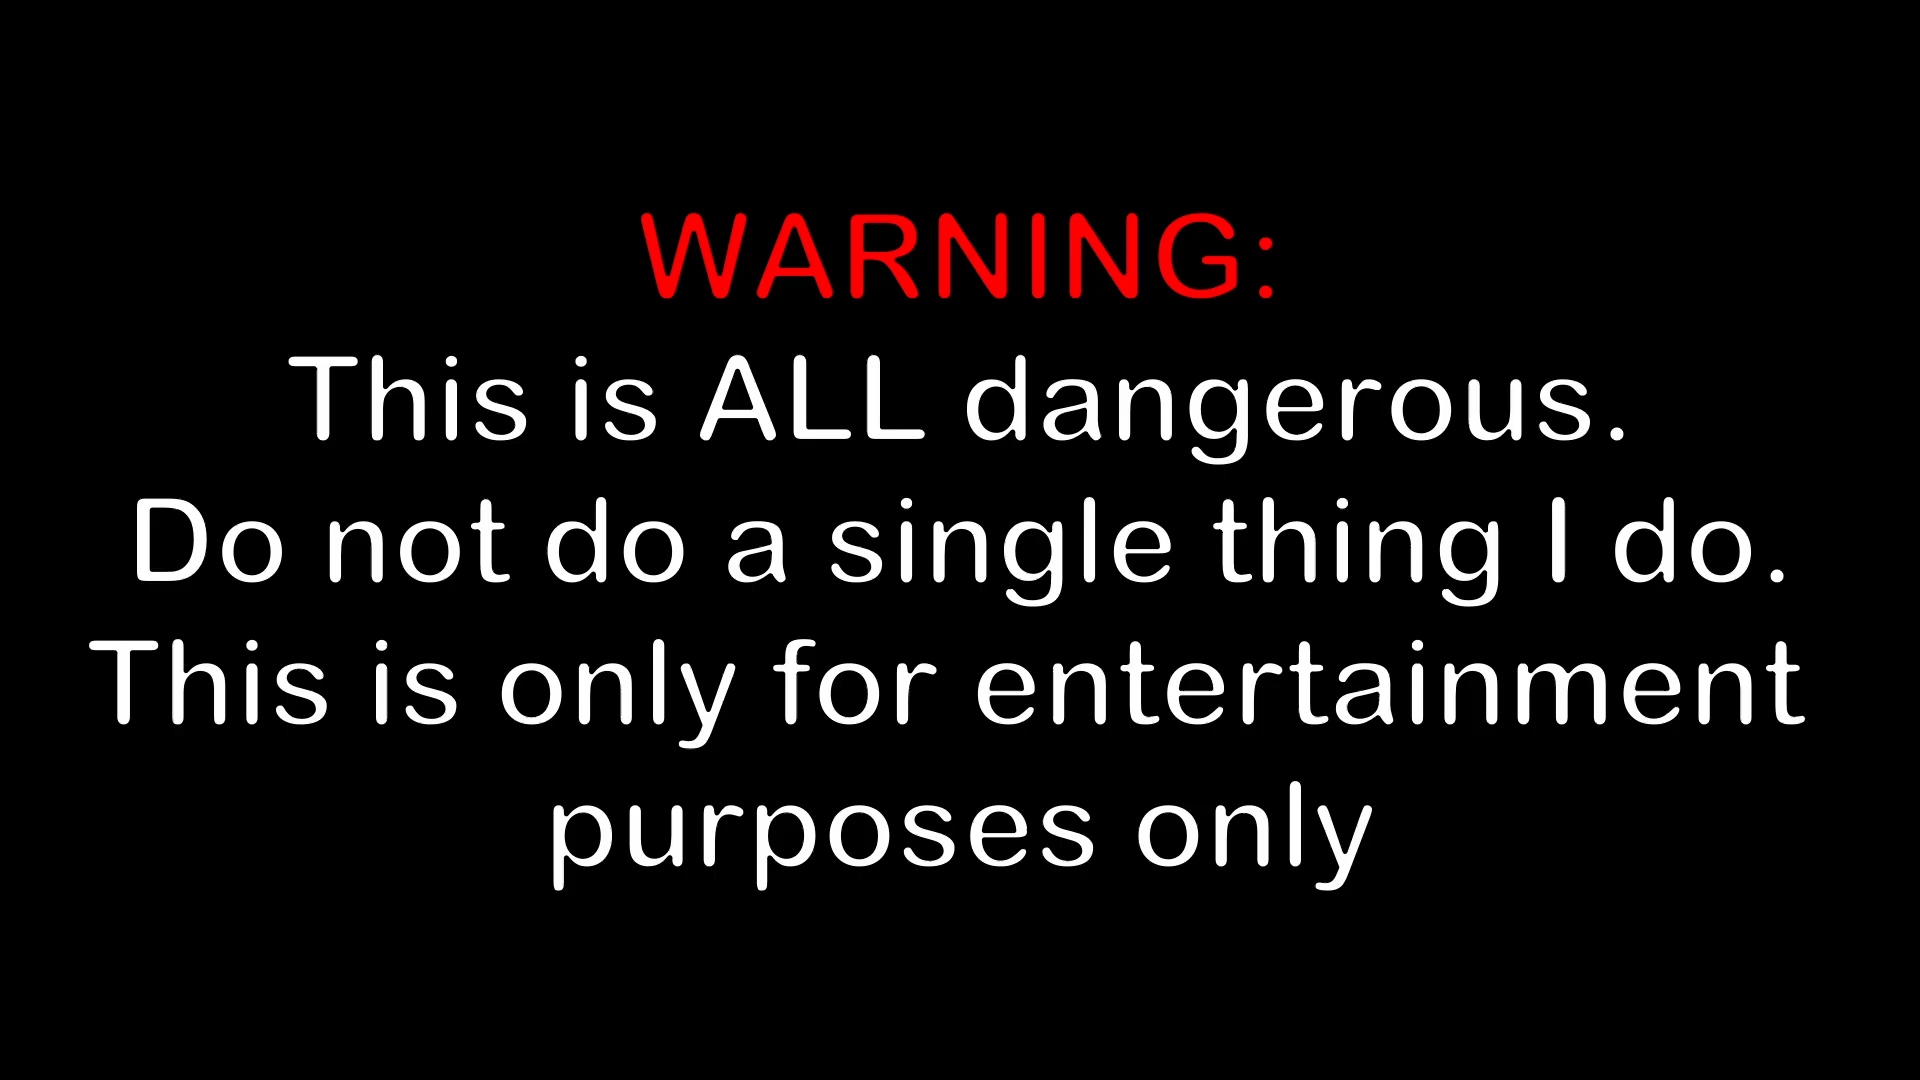 WARNING:
This is ALL dangerous.
Do not do a single thing I do.
This is only for entertainment
purposes only